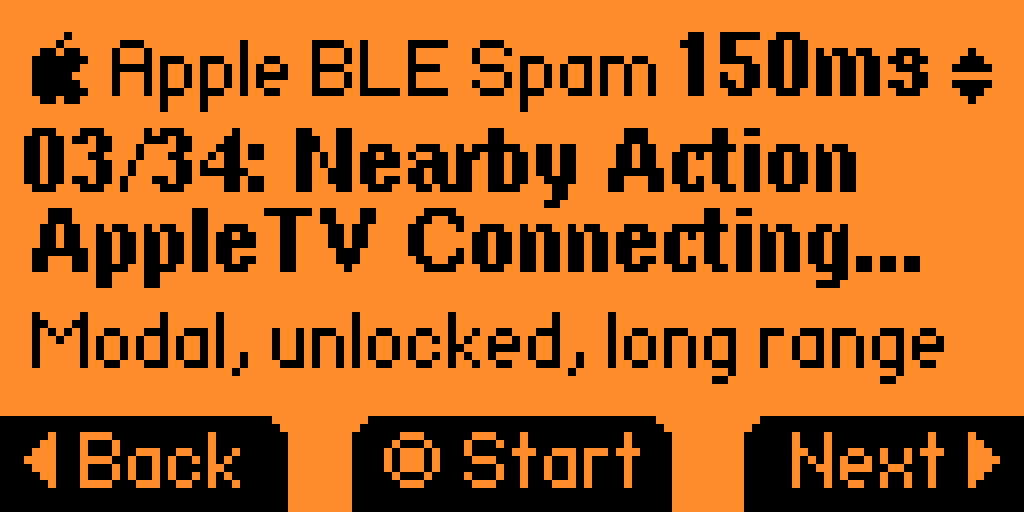 Apple BLE Spam 150ms
03/34: Nearby Action
AppleTV Connecting...
Modal, unlocked, long range
Back Start Next